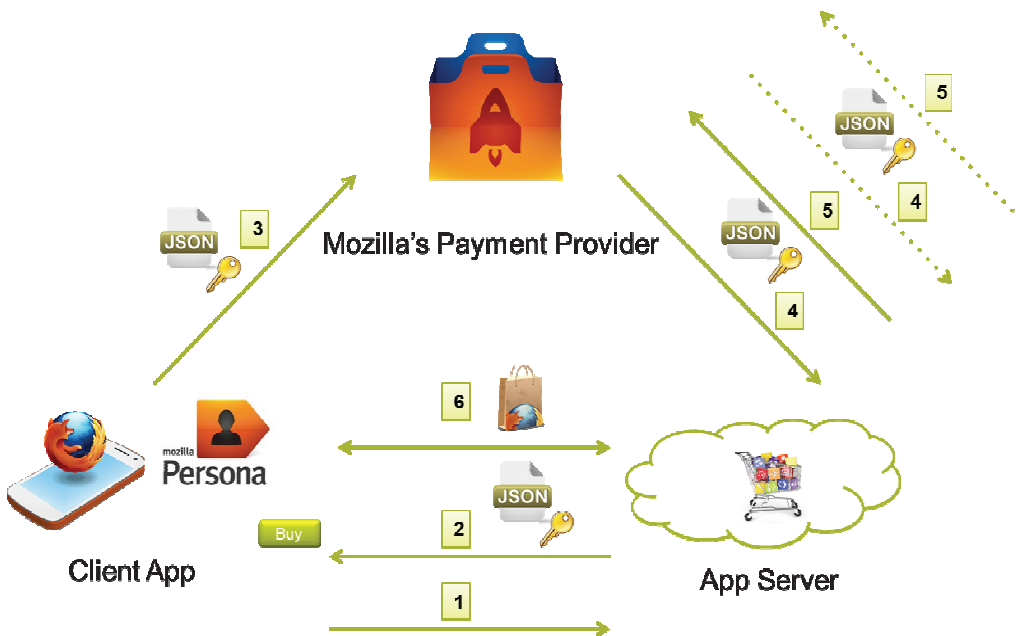 5
JSON
4
5
JSON
4
3
JSON
Mozilla's Payment Provider
6
mozilla
Persona
JSON
2
Buy
Client App
App Server
1